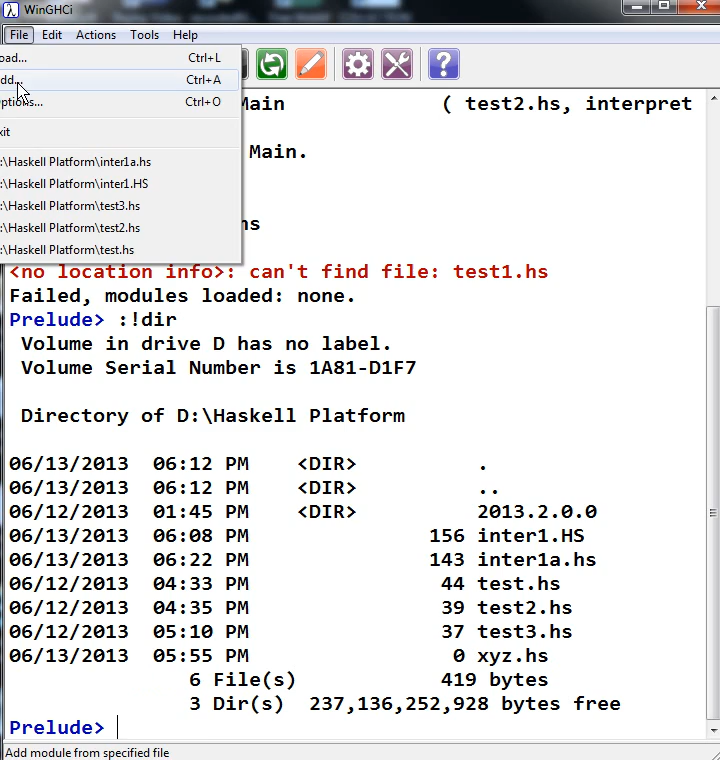 WinGHCi
File Edit Actions Tools Help
oad... Ctrl+L
dd... Ctrl+A
ptions... Ctrl+O
xit
:\Haskell Platform\inter1a.hs
:\Haskell Platform\inter1.HS
:\Haskell Platform\test3.hs
:\Haskell Platform\test2.hs
:\Haskell Platform\test.hs
Main ( test2.hs, interpret
Main.
hs
<no location info>: can't find file: test1.hs
Failed, modules loaded: none.
Prelude> :!dir
Volume in drive D has no label.
Volume Serial Number is 1A81-D1F7
Directory of D:\Haskell Platform
06/13/2013 06:12 PM <DIR> .
06/13/2013 06:12 PM <DIR> ..
06/12/2013 01:45 PM <DIR> 2013.2.0.0
06/13/2013 06:08 PM 156 inter1.HS
06/13/2013 06:22 PM 143 inter1a.hs
06/12/2013 04:33 PM 44 test.hs
06/12/2013 04:35 PM 39 test2.hs
06/12/2013 05:10 PM 37 test3.hs
06/13/2013 05:55 PM 0 xyz.hs
6 File(s) 419 bytes
3 Dir(s) 237,136,252,928 bytes free
Prelude>
Add module from specified file